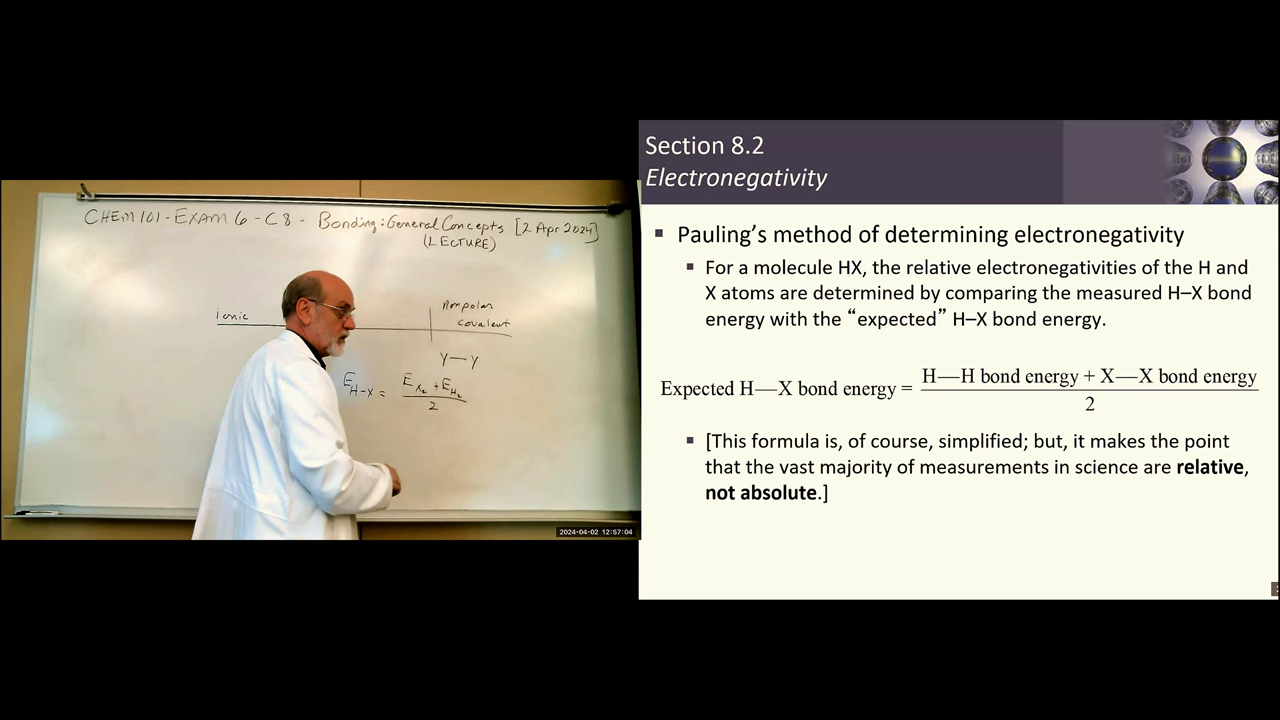 CHEM 101 - EXAM 6 - C8 - Bonding: General Concepts [2 Apr 2024]
(LECTURE)
ionic
Nonpolar
covalent
Y—Y
E H-X = E X2 + E H2
2
2024-04-02 12:57:04
Section 8.2
Electronegativity
▪ Pauling’s method of determining electronegativity
▪ For a molecule HX, the relative electronegativities of the H and
X atoms are determined by comparing the measured H–X bond
energy with the “expected” H–X bond energy.
Expected H—X bond energy = H—H bond energy + X—X bond energy
2
▪ [This formula is, of course, simplified; but, it makes the point
that the vast majority of measurements in science are relative,
not absolute.]